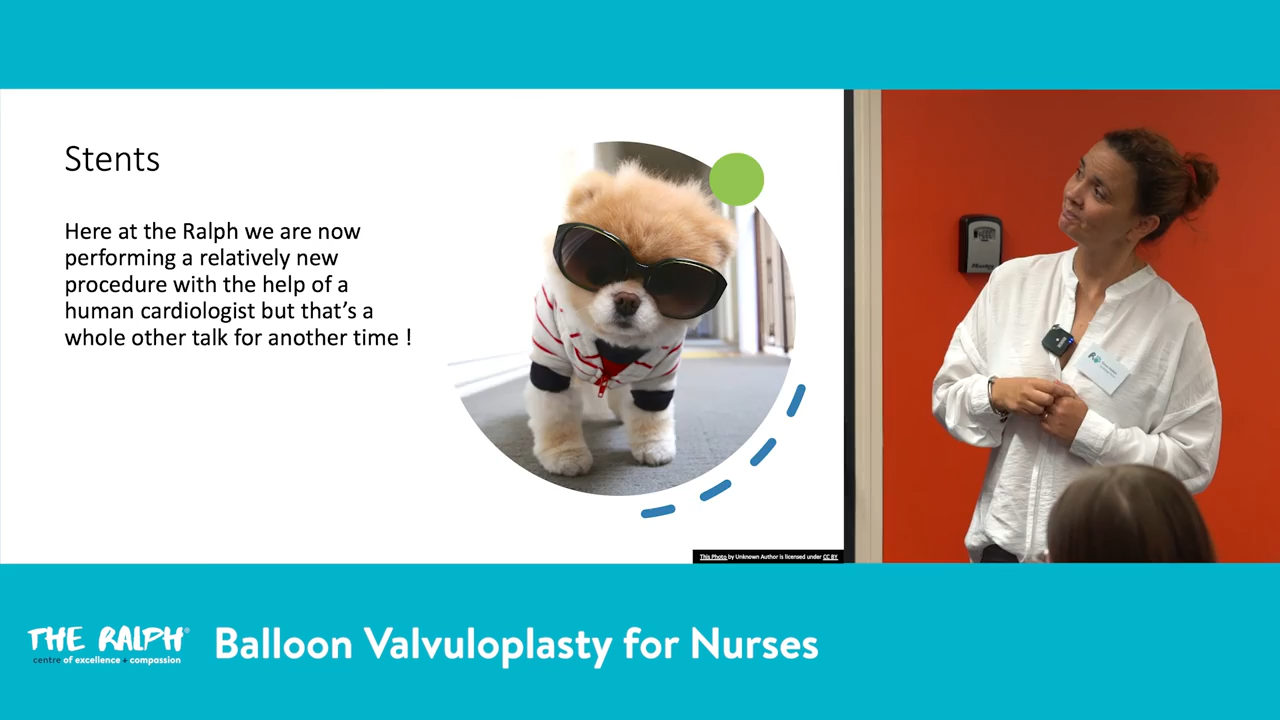 Stents
Here at the Ralph we are now
performing a relatively new
procedure with the help of a
human cardiologist but that's a
whole other talk for another time !
This Photo by Unknown Author is licensed under CC BY
THE RALPH®
centre of excellence + compassion
Balloon Valvuloplasty for Nurses